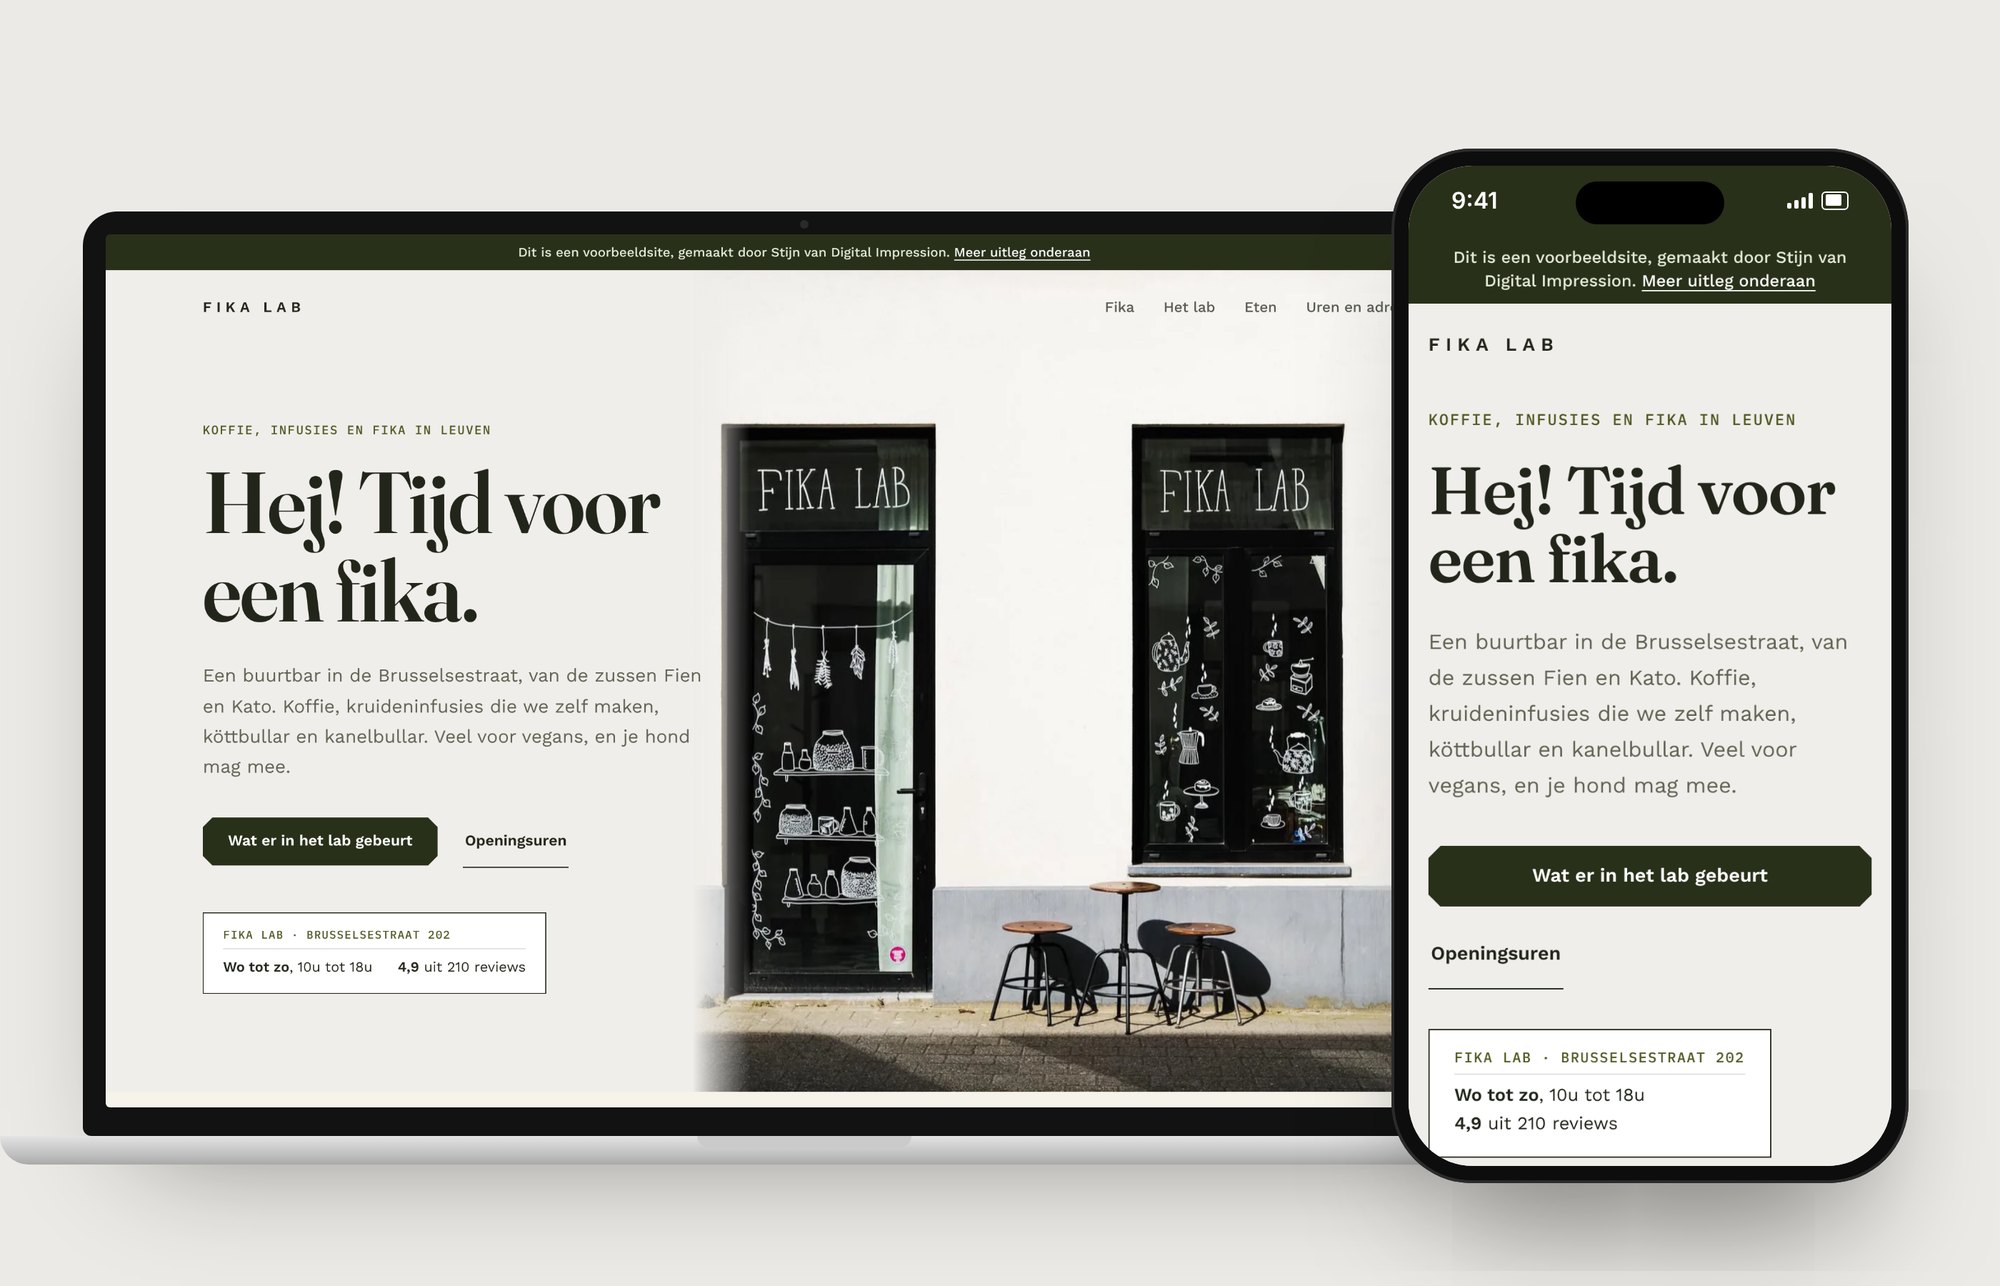 Dit is een voorbeeldsite, gemaakt door Stijn van Digital Impression. Meer uitleg onderaan
FIKA LAB
Fika Het lab Eten Uren en
KOFFIE, INFUSIES EN FIKA IN LEUVEN
Hej! Tijd voor
een fika.
Een buurtbar in de Brusselsestraat, van de zussen Fien
en Kato. Koffie, kruideninfusies die we zelf maken,
köttbullar en kanelbullar. Veel voor vegans, en je hond
mag mee.
Wat er in het lab gebeurt
Openingsuren
FIKA LAB · BRUSSELSESTRAAT 202
Wo tot zo, 10u tot 18u 4,9 uit 210 reviews
FIKA LAB
FIKA LAB
9:41
Dit is een voorbeeldsite, gemaakt door Stijn van
Digital Impression. Meer uitleg onderaan
FIKA LAB
KOFFIE, INFUSIES EN FIKA IN LEUVEN
Hej! Tijd voor
een fika.
Een buurtbar in de Brusselsestraat, van
de zussen Fien en Kato. Koffie,
kruideninfusies die we zelf maken,
köttbullar en kanelbullar. Veel voor
vegans, en je hond mag mee.
Wat er in het lab gebeurt
Openingsuren
FIKA LAB · BRUSSELSESTRAAT 202
Wo tot zo, 10u tot 18u
4,9 uit 210 reviews